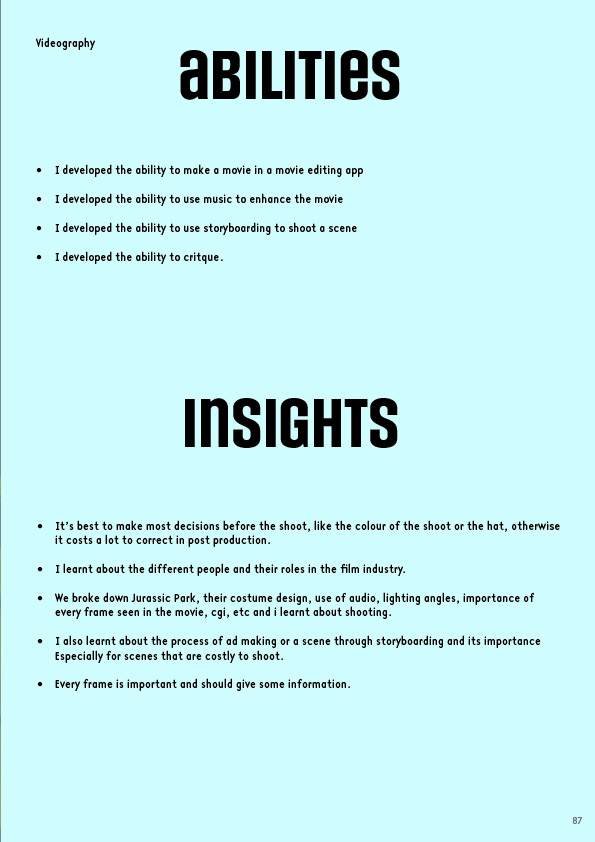 Videography
aBILITIes
• I developed the ability to make a movie in a movie editing app
• I developed the ability to use music to enhance the movie
• I developed the ability to use storyboarding to shoot a scene
• I developed the ability to critque.
InSIGHTS
• It's best to make most decisions before the shoot, like the colour of the shoot or the hat, otherwise
it costs a lot to correct in post production.
• I learnt about the different people and their roles in the film industry.
• We broke down Jurassic Park, their costume design, use of audio, lighting angles, importance of
every frame seen in the movie, cgi, etc and i learnt about shooting.
• I also learnt about the process of ad making or a scene through storyboarding and its importance
Especially for scenes that are costly to shoot.
• Every frame is important and should give some information.
87